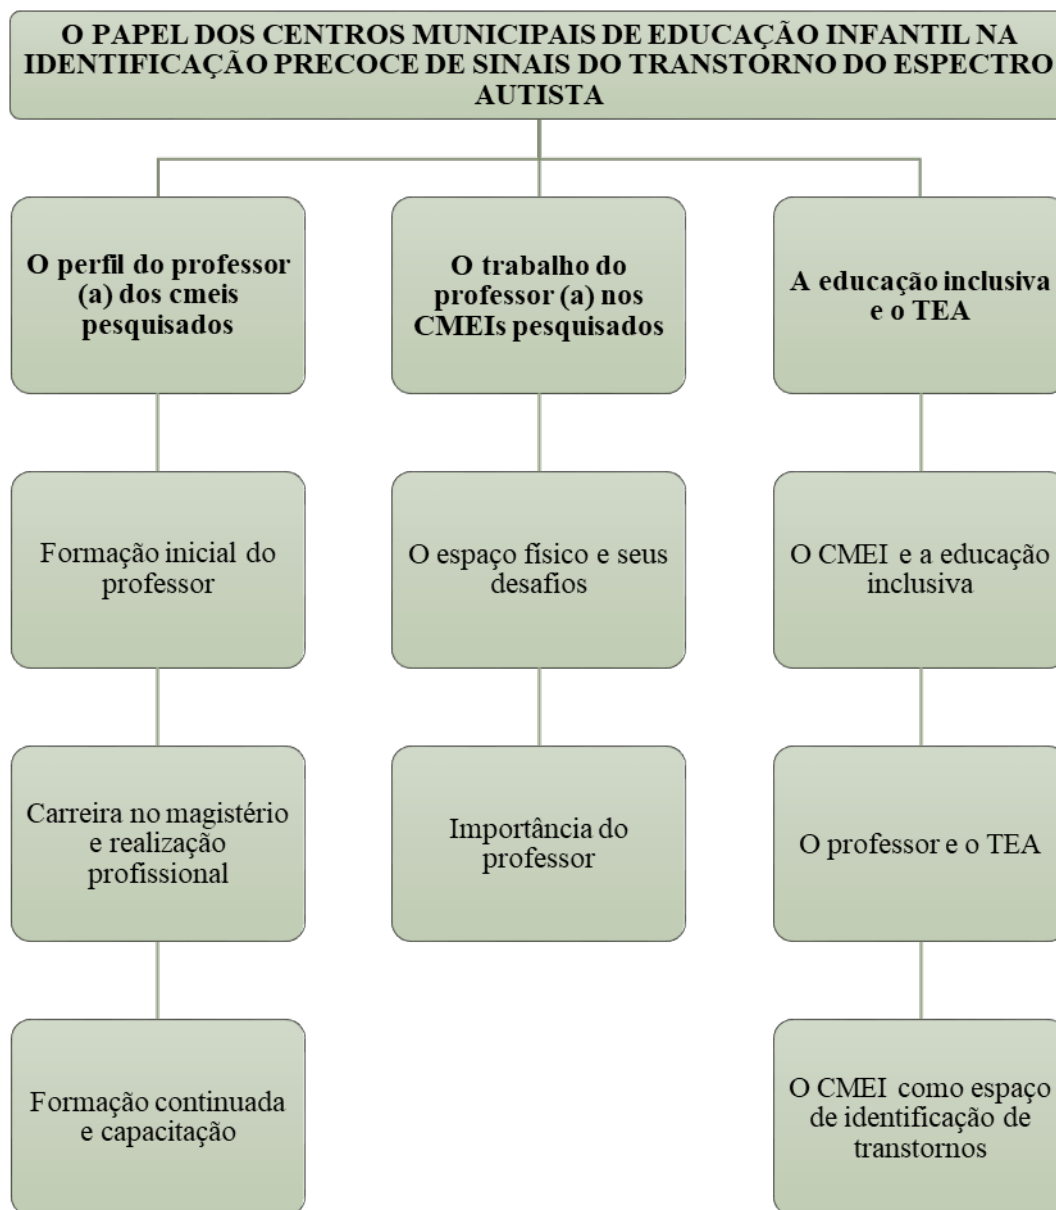 O PAPEL DOS CENTROS MUNICIPAIS DE EDUCAÇÃO INFANTIL NA
IDENTIFICAÇÃO PRECOCE DE SINAIS DO TRANSTORNO DO ESPECTRO
AUTISTA
O perfil do professor
(a) dos cmeis
pesquisados
Formação inicial do
professor
Carreira no magistério
e realização
profissional
Formação continuada
e capacitação
O trabalho do
professor (a) nos
CMEIs pesquisados
O espaço físico e seus
desafios
Importância do
professor
A educação inclusiva
e o TEA
O CMEI e a educação
inclusiva
O professor e o TEA
O CMEI como espaço
de identificação de
transtornos